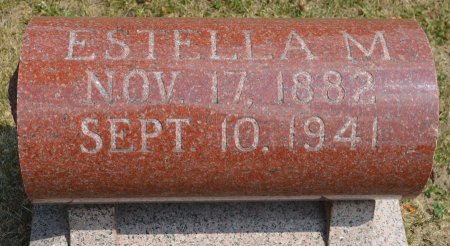 ESTELLA M.
NOV. 17, 1882
SEPT. 10, 1941